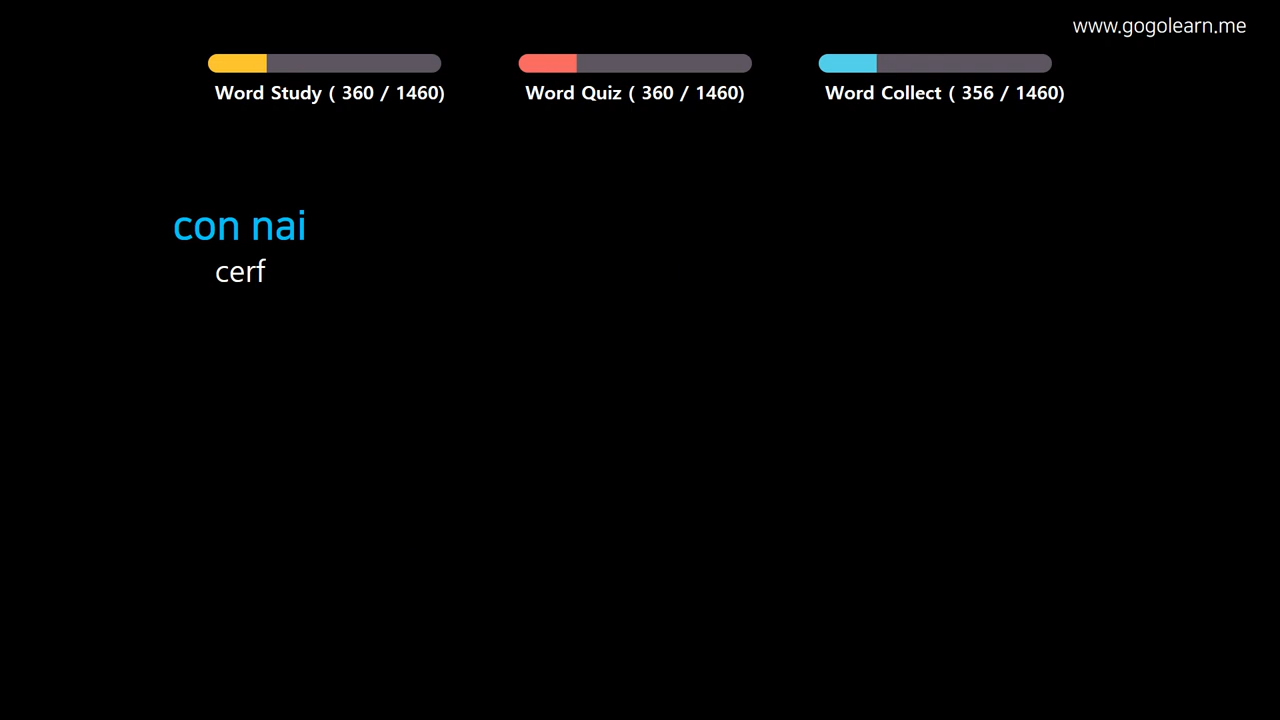 www.gogolearn.me
Word Study ( 360 / 1460)
Word Quiz ( 360 / 1460)
Word Collect ( 356 / 1460)
con nai
cerf